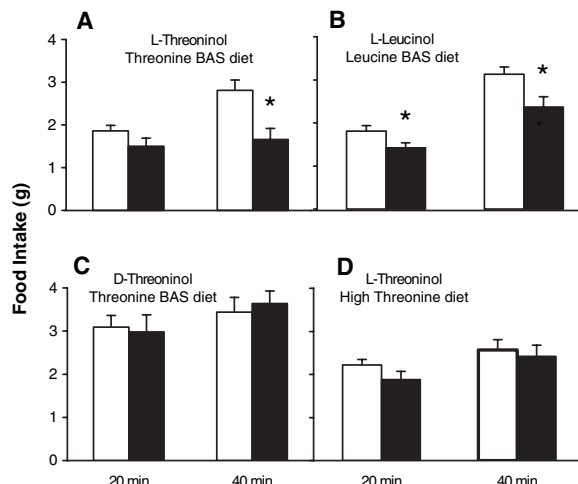 A
B
L-Threoninol
Threonine BAS diet
L-Leucinol
Leucine BAS diet
4
3
2
1
0
*
*
*
Food Intake (g)
C
D
D-Threoninol
Threonine BAS diet
L-Threoninol
High Threonine diet
4
3
2
1
0
20 min
40 min
20 min
40 min